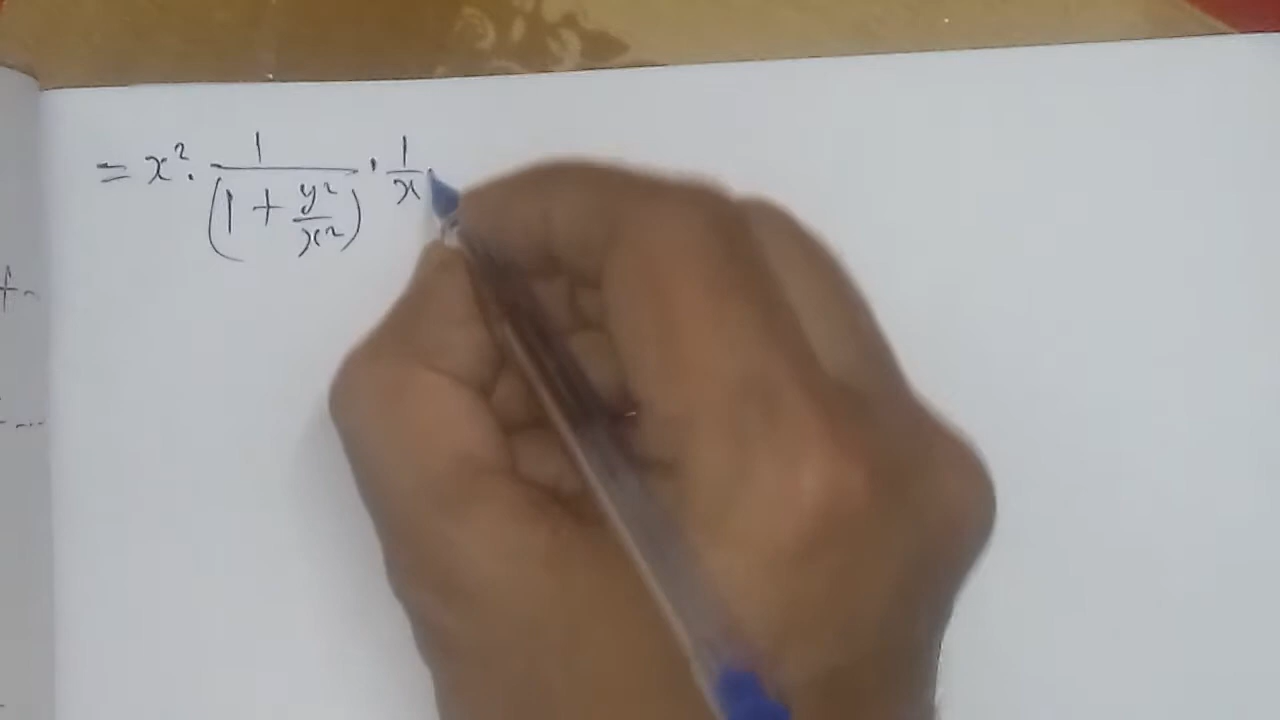 = x². 1/(1 + y²/x²) · 1/x